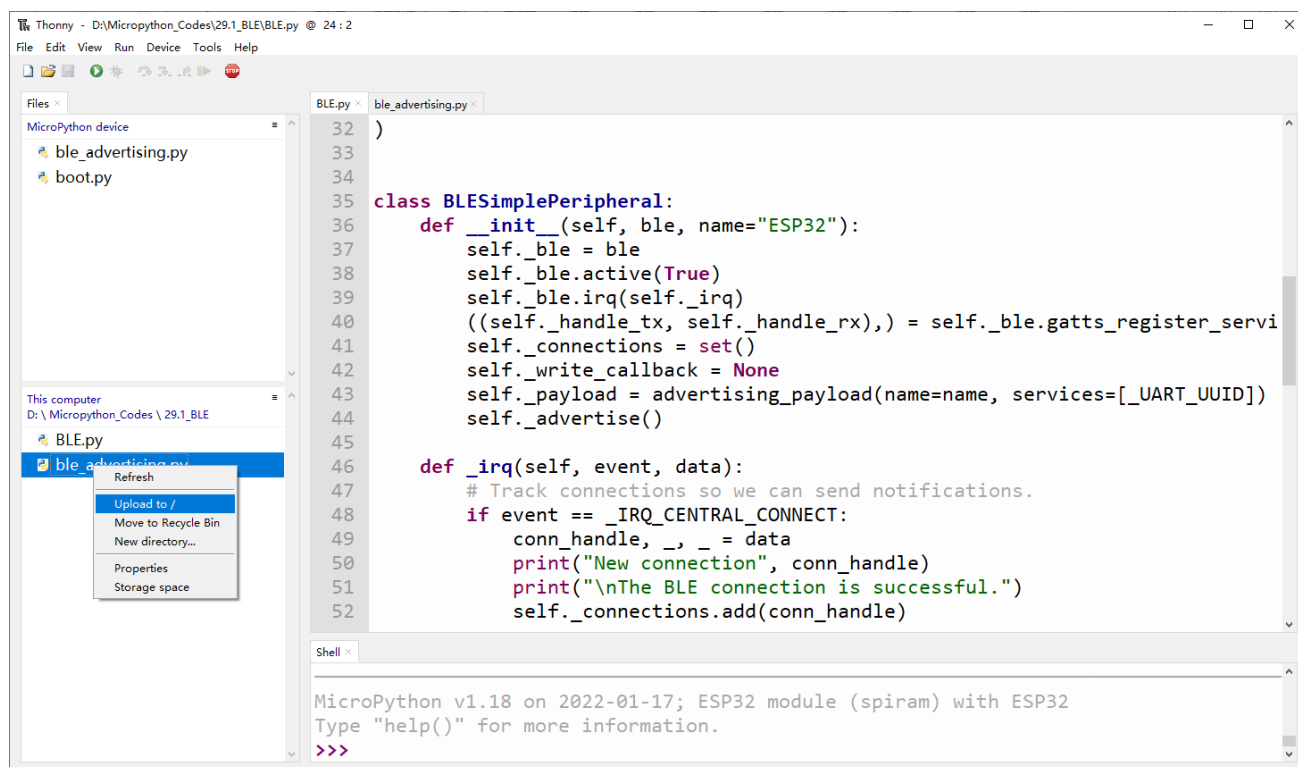 Thonny - D:\Micropython_Codes\29.1_BLE\BLE.py @ 24 : 2
File Edit View Run Device Tools Help
STOP
Files
MicroPython device
ble_advertising.py
boot.py
This computer
D: \ Micropython_Codes \ 29.1_BLE
BLE.py
ble_advertising.py
Refresh
Upload to /
Move to Recycle Bin
New directory...
Properties
Storage space
BLE.py ble_advertising.py
32 )
33
34
35 class BLESimplePeripheral:
36     def __init__(self, ble, name="ESP32"):
37         self._ble = ble
38         self._ble.active(True)
39         self._ble.irq(self._irq)
40         ((self._handle_tx, self._handle_rx),) = self._ble.gatts_register_servi
41         self._connections = set()
42         self._write_callback = None
43         self._payload = advertising_payload(name=name, services=[_UART_UUID])
44         self._advertise()
45
46     def _irq(self, event, data):
47         # Track connections so we can send notifications.
48         if event == _IRQ_CENTRAL_CONNECT:
49             conn_handle, _, _ = data
50             print("New connection", conn_handle)
51             print("\nThe BLE connection is successful.")
52             self._connections.add(conn_handle)
Shell
MicroPython v1.18 on 2022-01-17; ESP32 module (spiram) with ESP32
Type "help()" for more information.
>>>